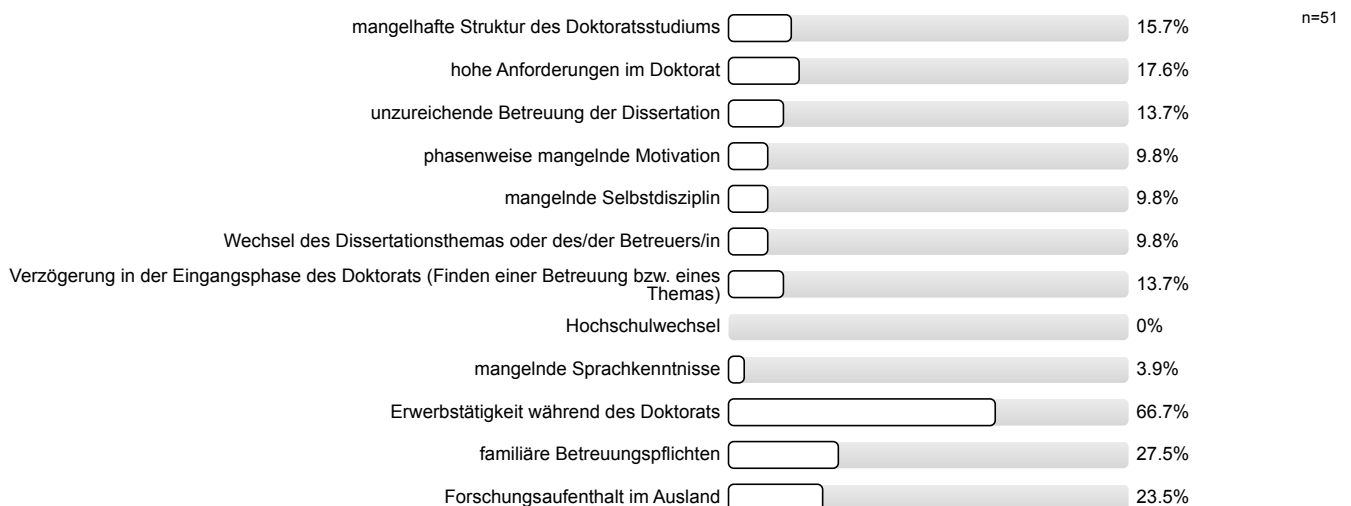 n=51
mangelhafte Struktur des Doktoratsstudiums 15.7%
hohe Anforderungen im Doktorat 17.6%
unzureichende Betreuung der Dissertation 13.7%
phasenweise mangelnde Motivation 9.8%
mangelnde Selbstdisziplin 9.8%
Wechsel des Dissertationsthemas oder des/der Betreuers/in 9.8%
Verzögerung in der Eingangsphase des Doktorats (Finden einer Betreuung bzw. eines
Themas) 13.7%
Hochschulwechsel 0%
mangelnde Sprachkenntnisse 3.9%
Erwerbstätigkeit während des Doktorats 66.7%
familiäre Betreuungspflichten 27.5%
Forschungsaufenthalt im Ausland 23.5%